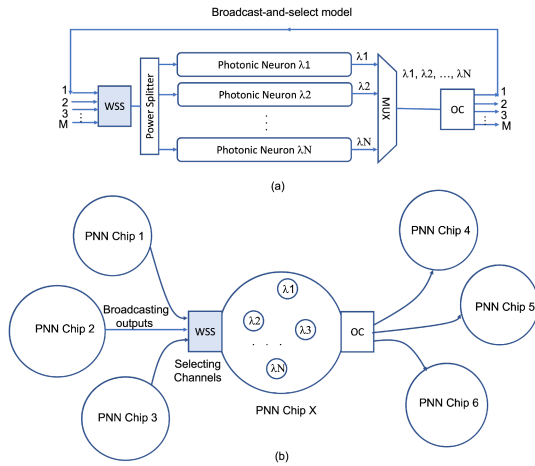 Broadcast-and-select model
1
2
3
⋮
M
WSS
Power Splitter
Photonic Neuron λ1
Photonic Neuron λ2
⋮
Photonic Neuron λN
λ1
λ2
λN
MUX
λ1, λ2, ..., λN
OC
1
2
3
⋮
M
(a)
PNN Chip 1
PNN Chip 2
PNN Chip 3
Broadcasting
outputs
WSS
Selecting
Channels
λ1
λ2
λ3
. . .
λN
PNN Chip X
OC
PNN Chip 4
PNN Chip 5
PNN Chip 6
(b)